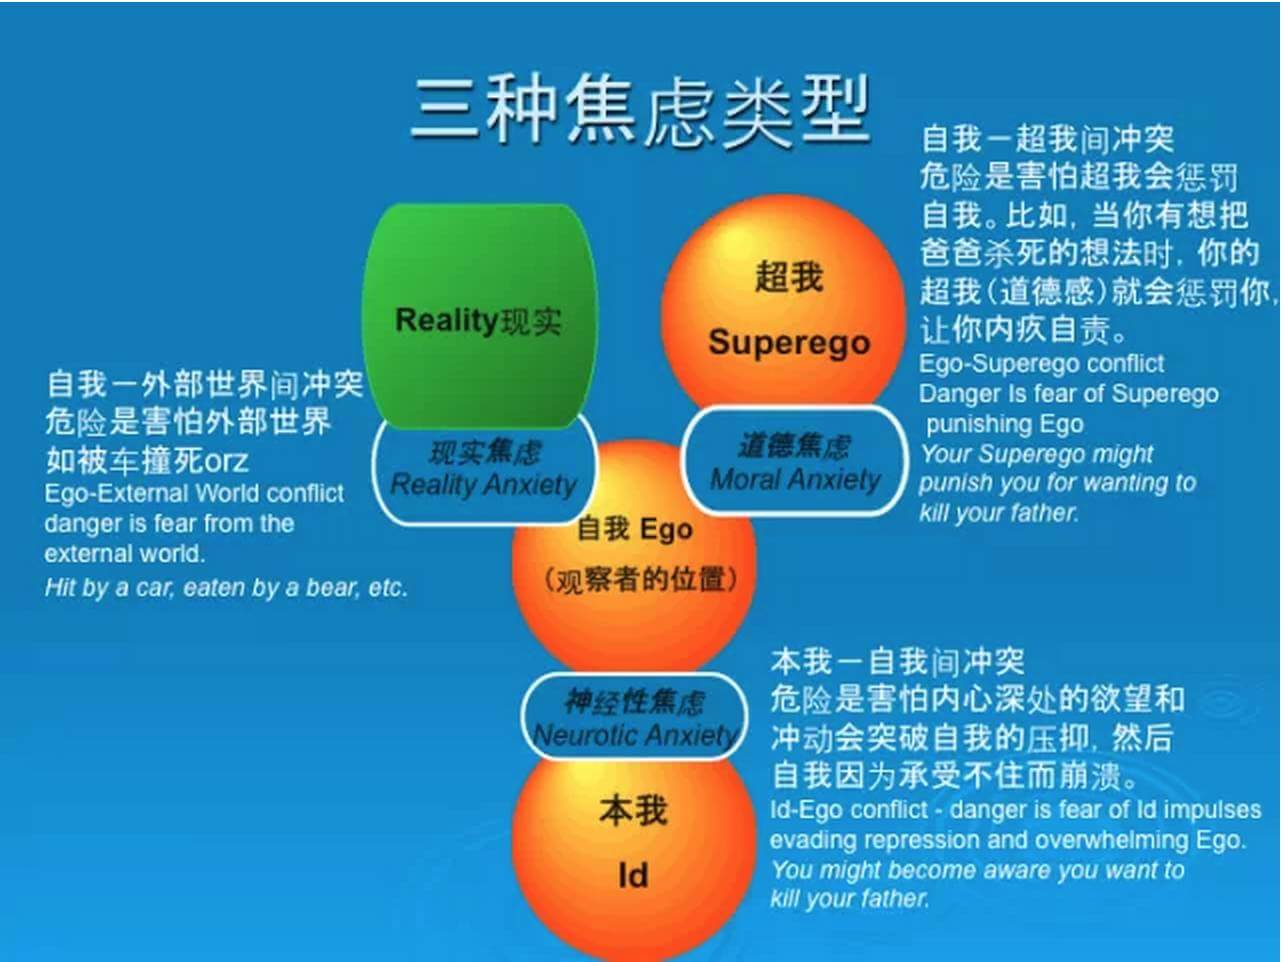 三种焦虑类型
自我－超我间冲突
危险是害怕超我会惩罚
自我。比如，当你有想把
爸爸杀死的想法时，你的
超我（道德感）就会惩罚你，
让你内疚自责。
Ego-Superego conflict
Danger Is fear of Superego
punishing Ego
Your Superego might
punish you for wanting to
kill your father.
Reality现实
超我
Superego
自我－外部世界间冲突
危险是害怕外部世界
如被车撞死orz
Ego-External World conflict
danger is fear from the
external world.
Hit by a car, eaten by a bear, etc.
现实焦虑
Reality Anxiety
道德焦虑
Moral Anxiety
自我 Ego
（观察者的位置）
神经性焦虑
Neurotic Anxiety
本我－自我间冲突
危险是害怕内心深处的欲望和
冲动会突破自我的压抑，然后
自我因为承受不住而崩溃。
Id-Ego conflict - danger is fear of Id impulses
evading repression and overwhelming Ego.
You might become aware you want to
kill your father.
本我
Id